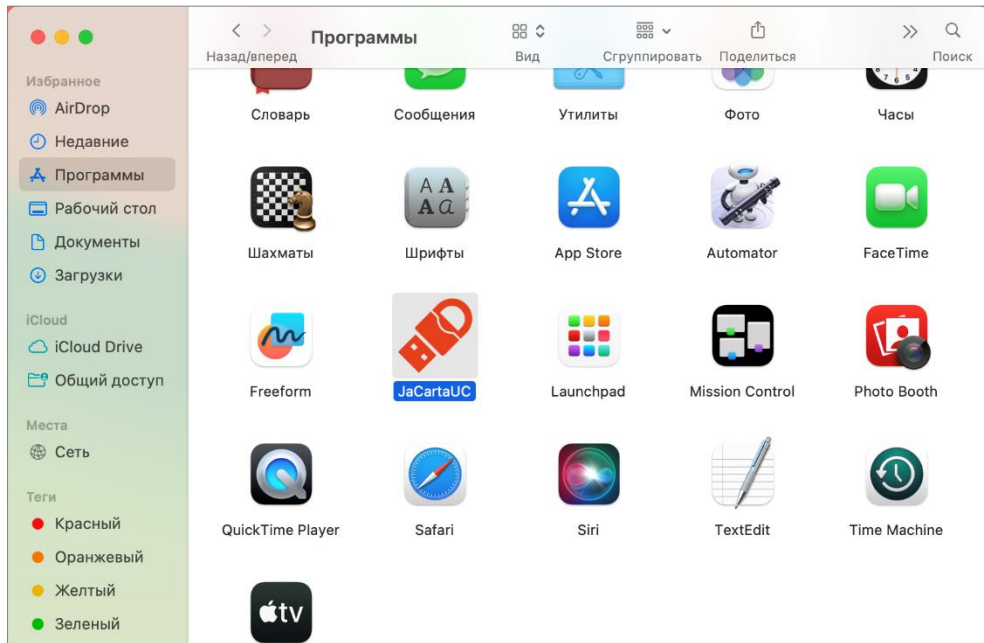 Программы
Назад/вперед
Вид
Сгруппировать
Поделиться
Поиск
Избранное
AirDrop
Недавние
Программы
Рабочий стол
Документы
Загрузки
iCloud
iCloud Drive
Общий доступ
Места
Сеть
Теги
Красный
Оранжевый
Желтый
Зеленый
Словарь
Сообщения
Утилиты
Фото
Часы
Шахматы
Шрифты
App Store
Automator
FaceTime
Freeform
JaCartaUC
Launchpad
Mission Control
Photo Booth
QuickTime Player
Safari
Siri
TextEdit
Time Machine
tv